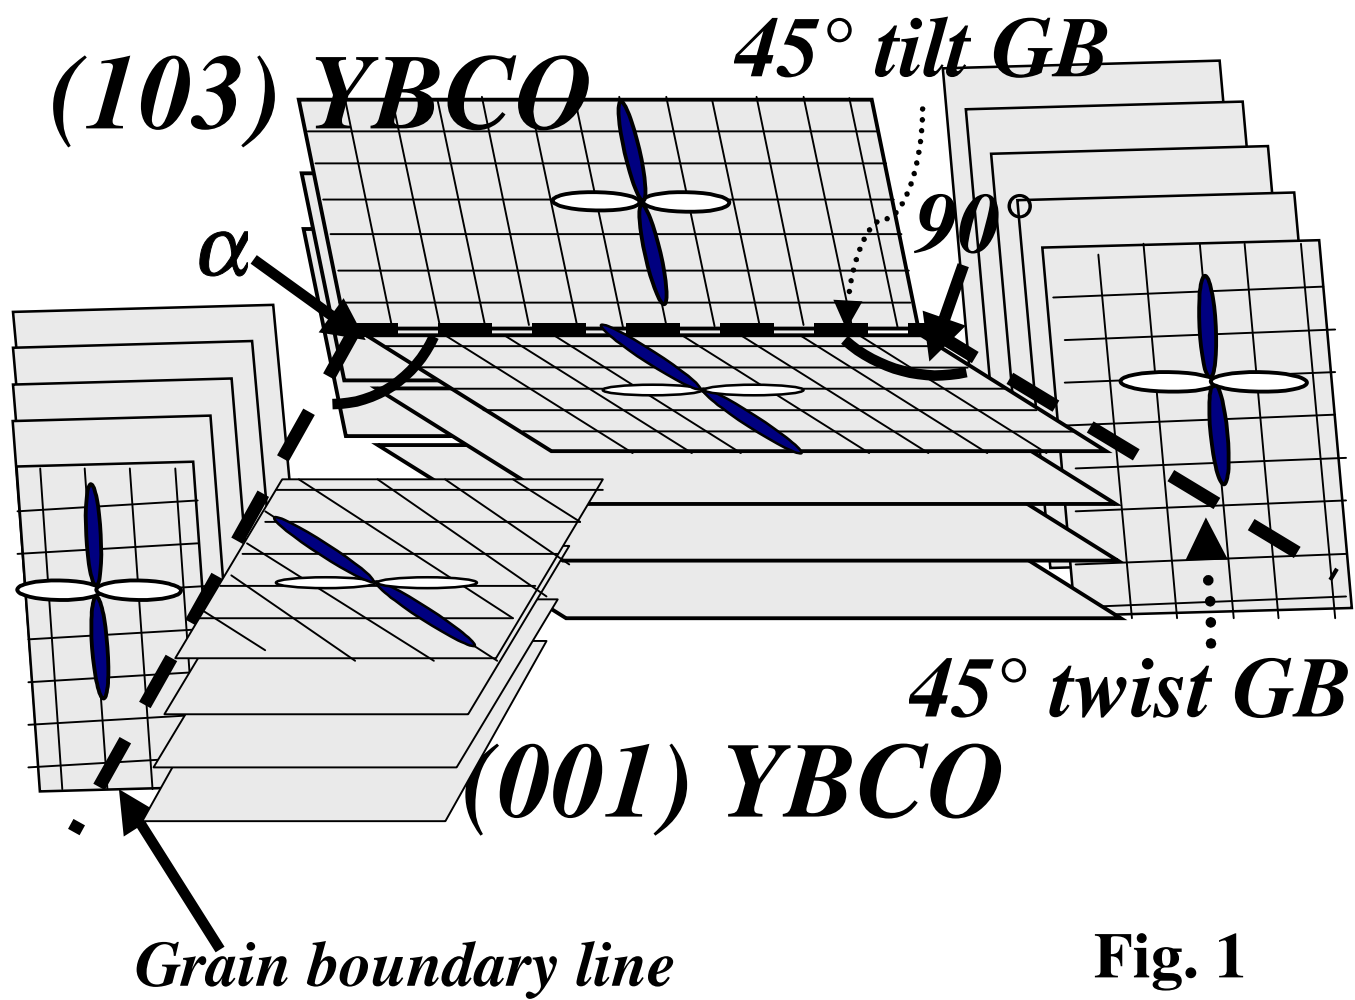 45° tilt GB
(103) YBCO
90°
α
45° twist GB
(001) YBCO
Grain boundary line
Fig. 1